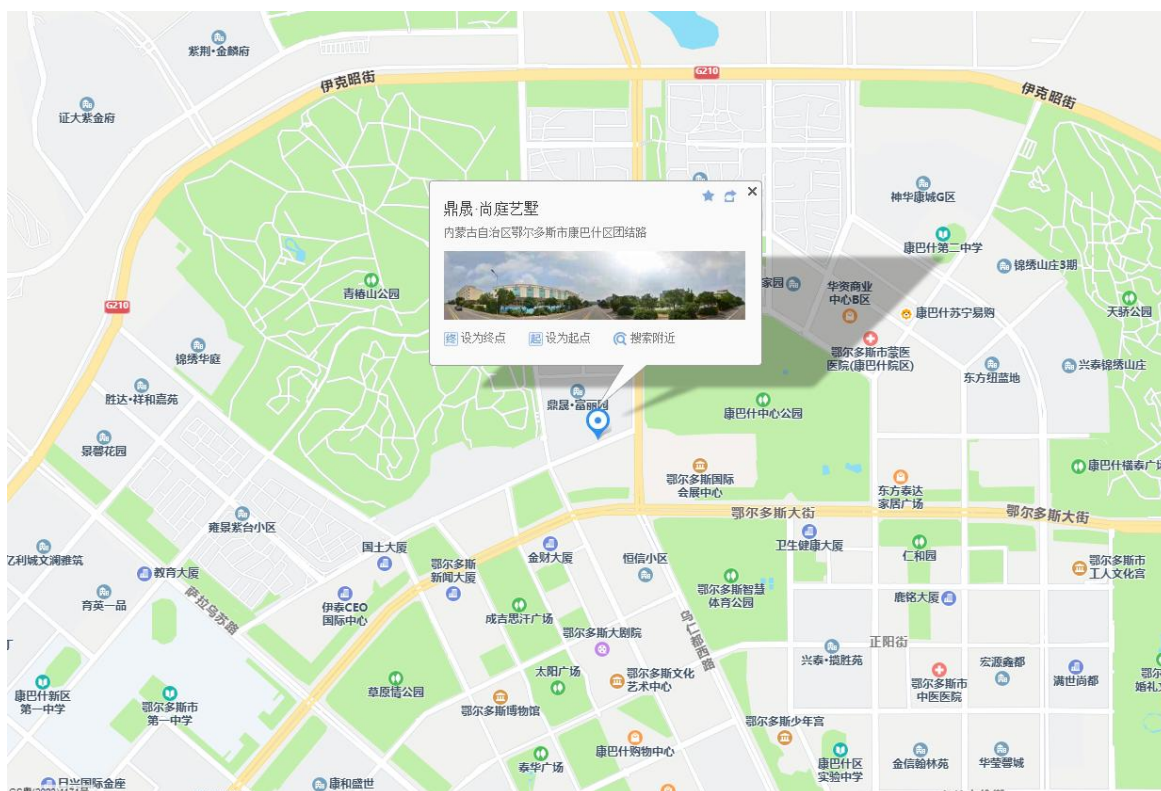 紫荆·金麟府
G210
伊克昭街
伊克昭街
证大紫金府
神华康城G区
鼎晟·尚庭艺墅
内蒙古自治区鄂尔多斯市康巴什区团结路
终 设为终点
起 设为起点
搜索附近
康巴什第二中学
锦绣山庄3期
家园
华资商业
中心B区
青椿山公园
G210
康巴什苏宁易购
天骄公园
锦绣华庭
鄂尔多斯市蒙医
医院(康巴什院区)
东方纽蓝地
兴泰锦绣山庄
胜达·祥和嘉苑
鼎晟·富丽园
康巴什中心公园
景馨花园
鄂尔多斯国际
会展中心
康巴什横泰广场
东方泰达
家居广场
鄂尔多斯大街
鄂尔多斯大街
雍景紫台小区
国土大厦
金财大厦
恒信小区
卫生健康大厦
仁和园
亿利城文澜雅筑
教育大厦
鄂尔多斯
新闻大厦
鄂尔多斯市
工人文化宫
育英一品
萨拉乌苏路
伊泰CEO
国际中心
成吉思汗广场
鄂尔多斯智慧
体育公园
鹿铭大厦
鄂尔多斯大剧院
乌仁都西路
正阳街
兴泰·揽胜苑
宏源鑫都
太阳广场
鄂尔多斯文化
艺术中心
康巴什新区
第一中学
鄂尔多斯市
第一中学
草原情公园
鄂尔多斯博物馆
鄂尔多斯市
中医医院
满世尚都
鄂尔多斯少年宫
泰华广场
康巴什购物中心
康巴什区
实验中学
金信翰林苑
华莹馨城
日兴国际金座
康和盛世